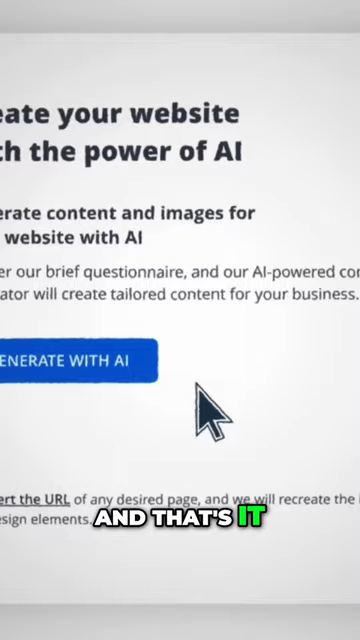 eate your website
th the power of AI
erate content and images for
website with AI
er our brief questionnaire, and our AI-powered co
ator will create tailored content for your business.
ENERATE WITH AI
ert the URL of any desired page, and we will recreate the
esign elements.
AND THAT'S IT